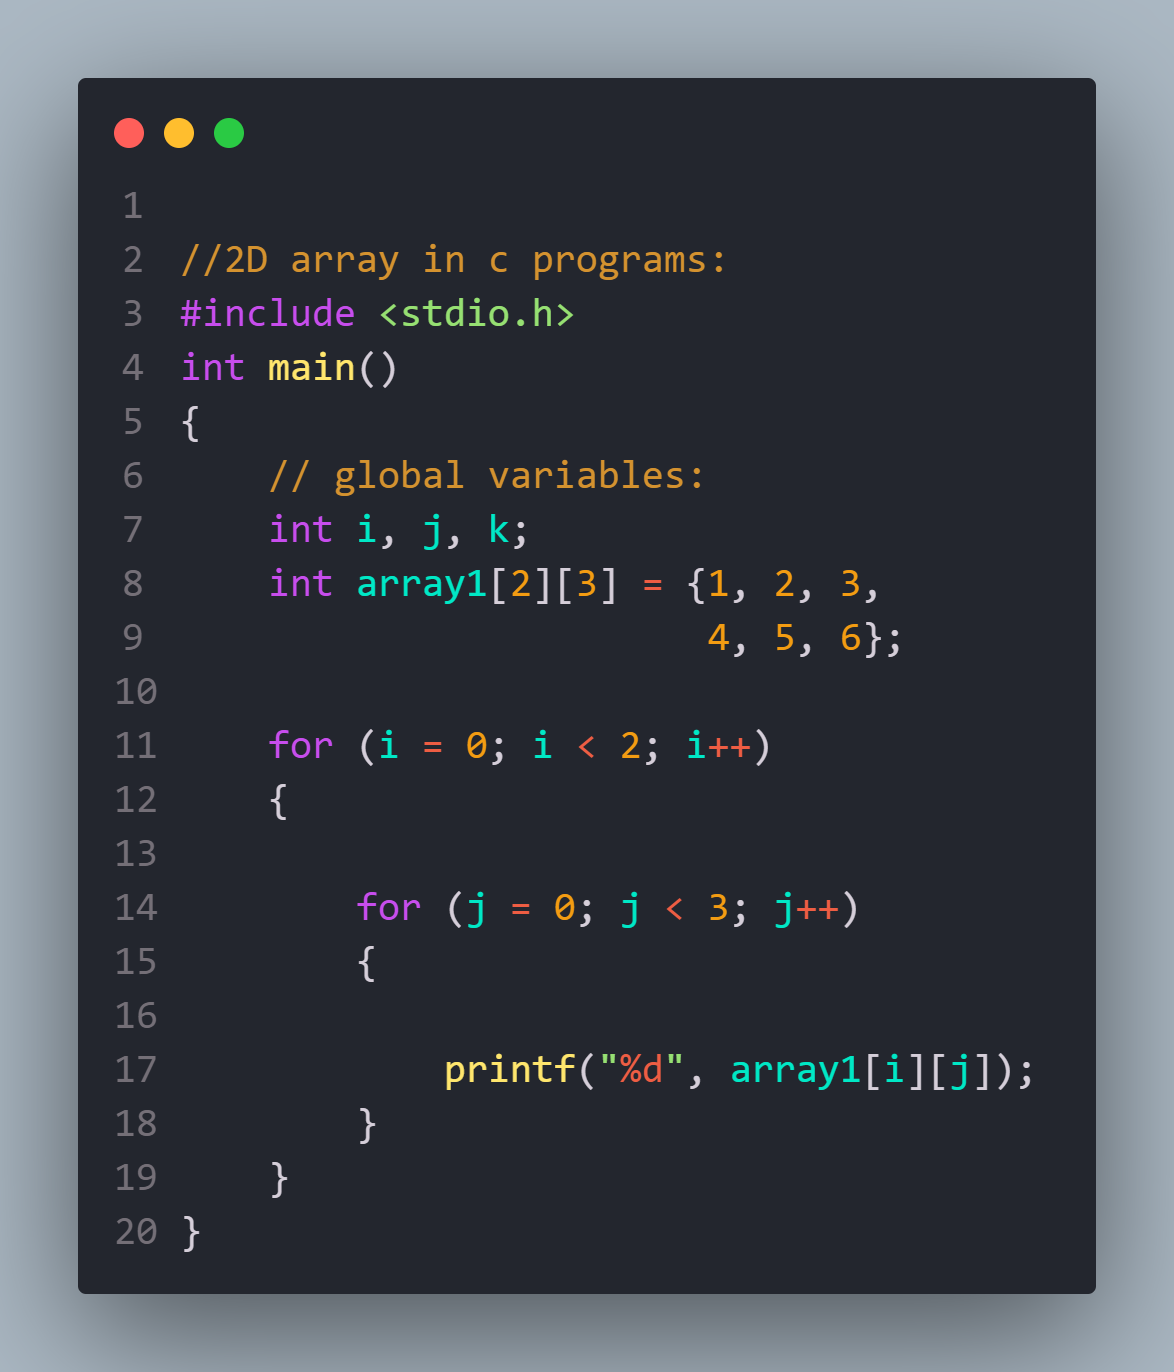 1
2 //2D array in c programs:
3 #include <stdio.h>
4 int main()
5 {
6     // global variables:
7     int i, j, k;
8     int array1[2][3] = {1, 2, 3,
9                         4, 5, 6};
10
11     for (i = 0; i < 2; i++)
12     {
13
14         for (j = 0; j < 3; j++)
15         {
16
17             printf("%d", array1[i][j]);
18         }
19     }
20 }